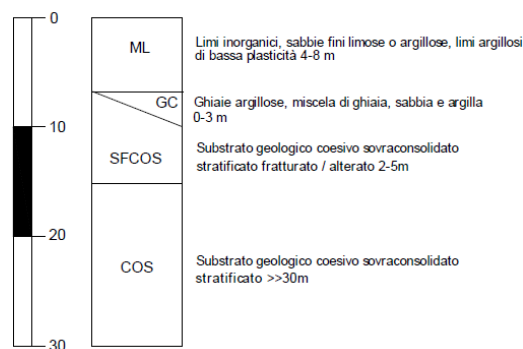 0
ML
Limi inorganici, sabbie fini limose o argillose, limi argillosi
di bassa plasticità 4-8 m
GC
Ghiaie argillose, miscela di ghiaia, sabbia e argilla
0-3 m
10
SFCOS
Substrato geologico coesivo sovraconsolidato
stratificato fratturato / alterato 2-5m
20
COS
Substrato geologico coesivo sovraconsolidato
stratificato >>30m
30